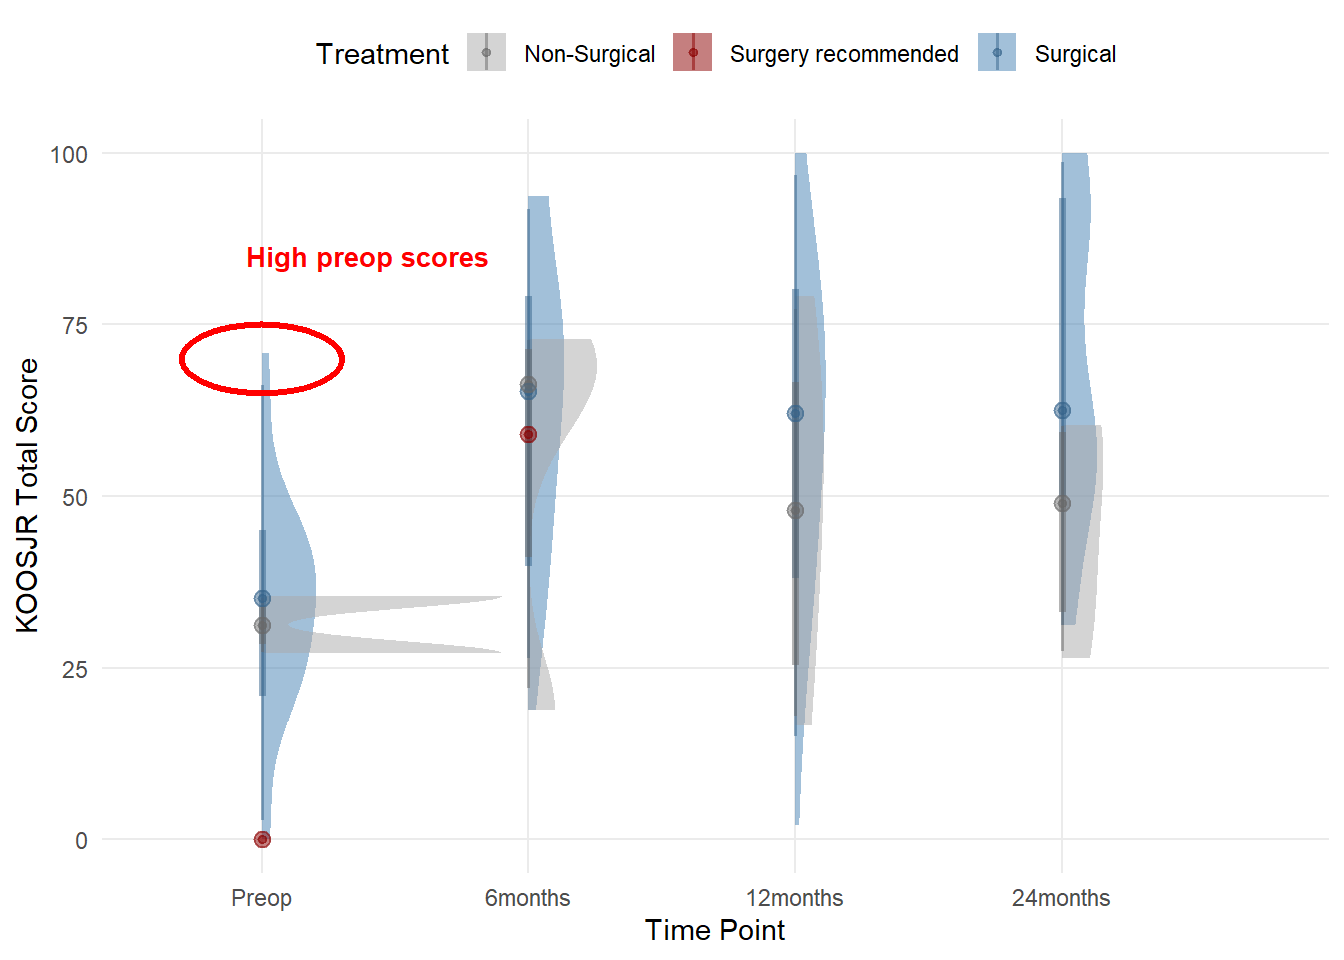 Treatment Non-Surgical Surgery recommended Surgical
100
High preop scores
75
50
25
0
KOOSJR Total Score
Preop 6months 12months 24months
Time Point